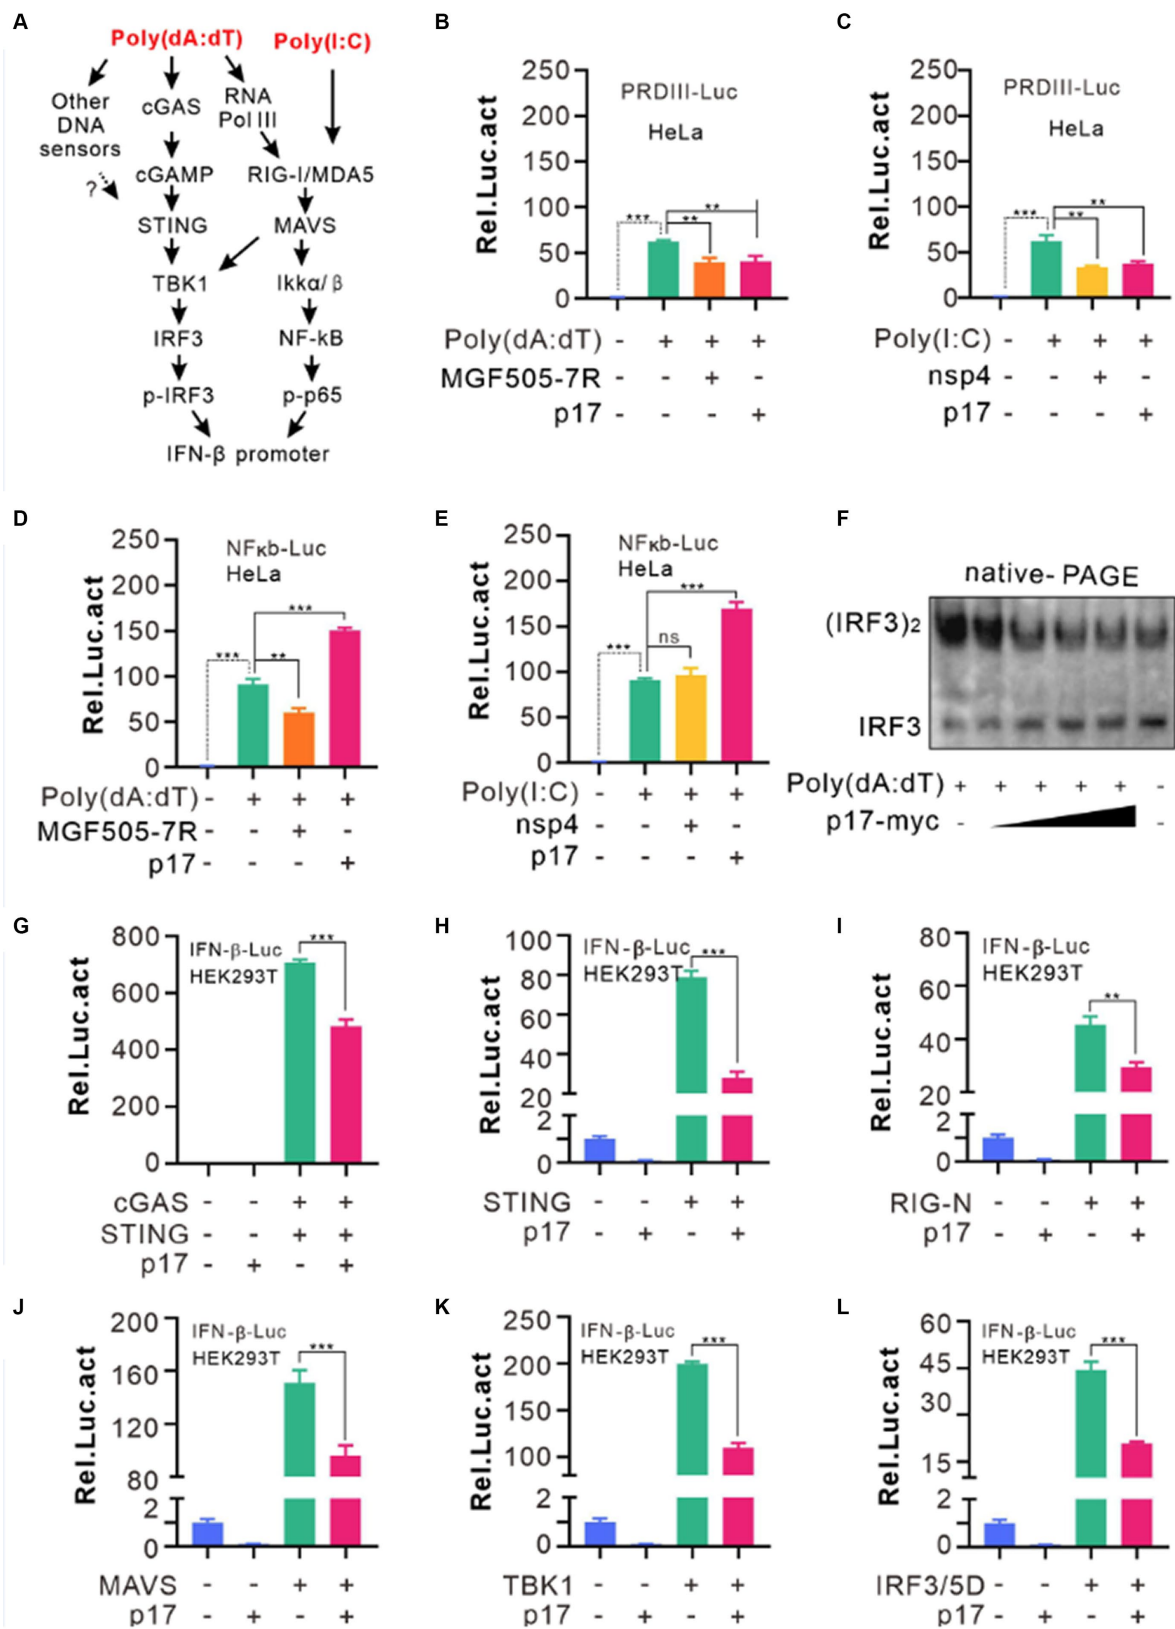 A
Poly(dA:dT)
Poly(I:C)
Other
DNA
sensors
cGAS
RNA
Pol III
?
cGAMP
RIG-I/MDA5
STING
MAVS
TBK1
Ikkα/β
IRF3
NF-kB
p-IRF3
p-p65
IFN-β promoter
B
250
200
150
100
50
0
Rel.Luc.act
PRDIII-Luc
HeLa
***
**
**
Poly(dA:dT) - + + +
MGF505-7R - - + -
p17 - - - +
C
250
200
150
100
50
0
Rel.Luc.act
PRDIII-Luc
HeLa
***
**
**
Poly(I:C) - + + +
nsp4 - - + -
p17 - - - +
D
250
200
150
100
50
0
Rel.Luc.act
NFκb-Luc
HeLa
***
***
**
Poly(dA:dT) - + + +
MGF505-7R - - + -
p17 - - - +
E
250
200
150
100
50
0
Rel.Luc.act
NFκb-Luc
HeLa
***
***
ns
Poly(I:C) - + + +
nsp4 - - + -
p17 - - - +
F
native- PAGE
(IRF3)2
IRF3
Poly(dA:dT) + + + + + -
p17-myc - -
G
800
600
400
200
0
Rel.Luc.act
IFN-β-Luc
HEK293T
***
cGAS - - + +
STING - - + +
p17 - + - +
H
100
80
60
40
20
2
0
Rel.Luc.act
IFN-β-Luc
HEK293T
***
STING - - + +
p17 - + - +
I
80
60
40
20
2
0
Rel.Luc.act
IFN-β-Luc
HEK293T
**
RIG-N - - + +
p17 - + - +
J
200
160
120
80
2
0
Rel.Luc.act
IFN-β-Luc
HEK293T
***
MAVS - - + +
p17 - + - +
K
250
200
150
100
2
0
Rel.Luc.act
IFN-β-Luc
HEK293T
***
TBK1 - - + +
p17 - + - +
L
60
45
30
15
2
0
Rel.Luc.act
IFN-β-Luc
HEK293T
***
IRF3/5D - - + +
p17 - + - +